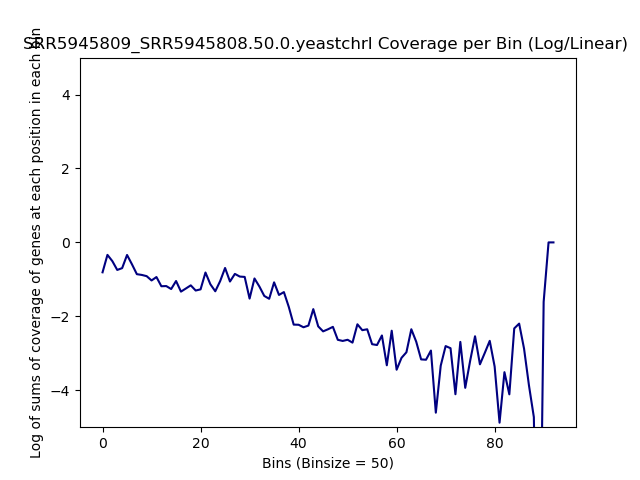 SRR5945809_SRR5945808.50.0.yeastchrI Coverage per Bin (Log/Linear)
Log of sums of coverage of genes at each position in each bin
4
2
0
−2
−4
0 20 40 60 80
Bins (Binsize = 50)